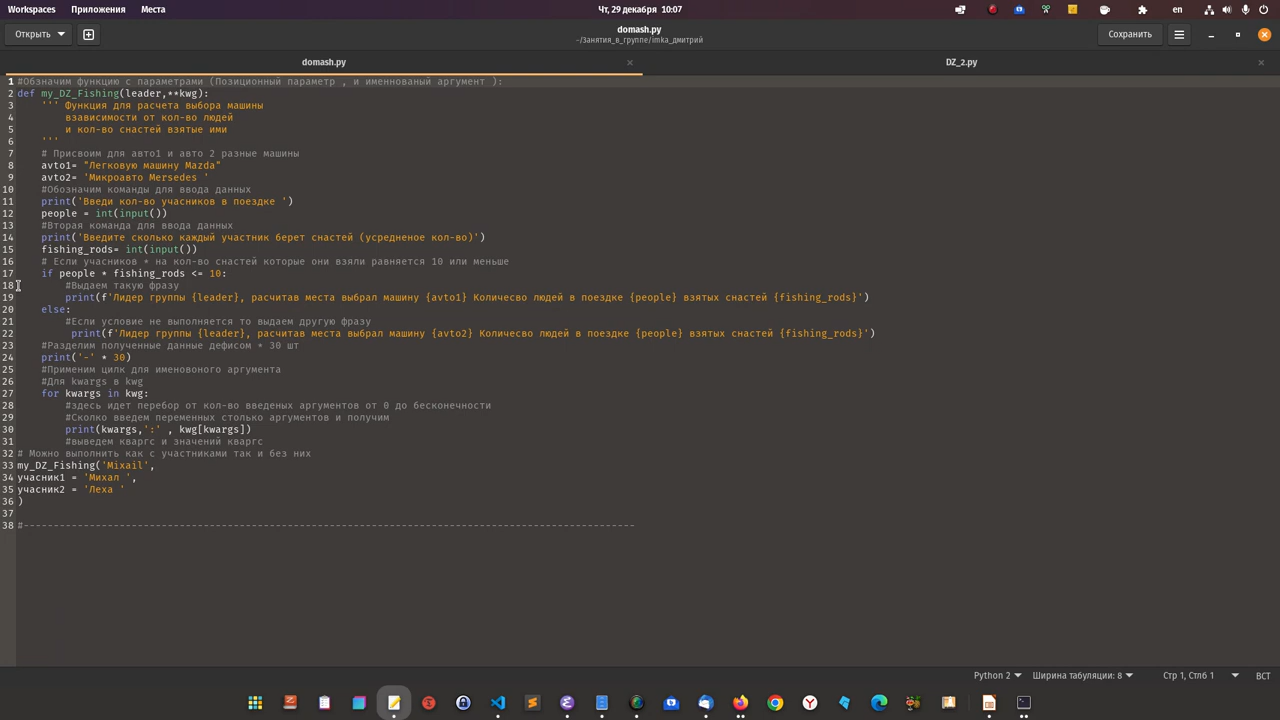 Workspaces Приложения Места Чт, 29 декабря 10:07 en
Открыть domash.py Сохранить
~/Занятия_в_группе/imka_дмитрий
domash.py DZ_2.py
1 #Обзначим функцию с параметрами (Позиционный параметр , и именнованый аргумент ):
2 def my_DZ_Fishing(leader,**kwg):
3 ''' Функция для расчета выбора машины
4 взависимости от кол-во людей
5 и кол-во снастей взятые ими
6 '''
7 # Присвоим для авто1 и авто 2 разные машины
8 avto1= "Легковую машину Mazda"
9 avto2= 'Микроавто Mersedes '
10 #Обозначим команды для ввода данных
11 print('Введи кол-во учасников в поездке ')
12 people = int(input())
13 #Вторая команда для ввода данных
14 print('Введите сколько каждый участник берет снастей (усредненое кол-во)')
15 fishing_rods= int(input())
16 # Если учасников * на кол-во снастей которые они взяли равняется 10 или меньше
17 if people * fishing_rods <= 10:
18 #Выдаем такую фразу
19 print(f'Лидер группы {leader}, расчитав места выбрал машину {avto1} Количесво людей в поездке {people} взятых снастей {fishing_rods}')
20 else:
21 #Если условие не выполняется то выдаем другую фразу
22 print(f'Лидер группы {leader}, расчитав места выбрал машину {avto2} Количесво людей в поездке {people} взятых снастей {fishing_rods}')
23 #Разделим полученные данные дефисом * 30 шт
24 print('-' * 30)
25 #Применим цилк для именовоного аргумента
26 #Для kwargs в kwg
27 for kwargs in kwg:
28 #здесь идет перебор от кол-во введеных аргументов от 0 до бесконечности
29 #Сколко введем переменных столько аргументов и получим
30 print(kwargs,':' , kwg[kwargs])
31 #выведем кваргс и значений кваргс
32 # Можно выполнить как с участниками так и без них
33 my_DZ_Fishing('Mixail',
34 учасник1 = 'Михал ',
35 учасник2 = 'Леха '
36 )
37
38 #------------------------------------------------------------------------------------------------------
Python 2 Ширина табуляции: 8 Стр 1, Стлб 1 ВСТ